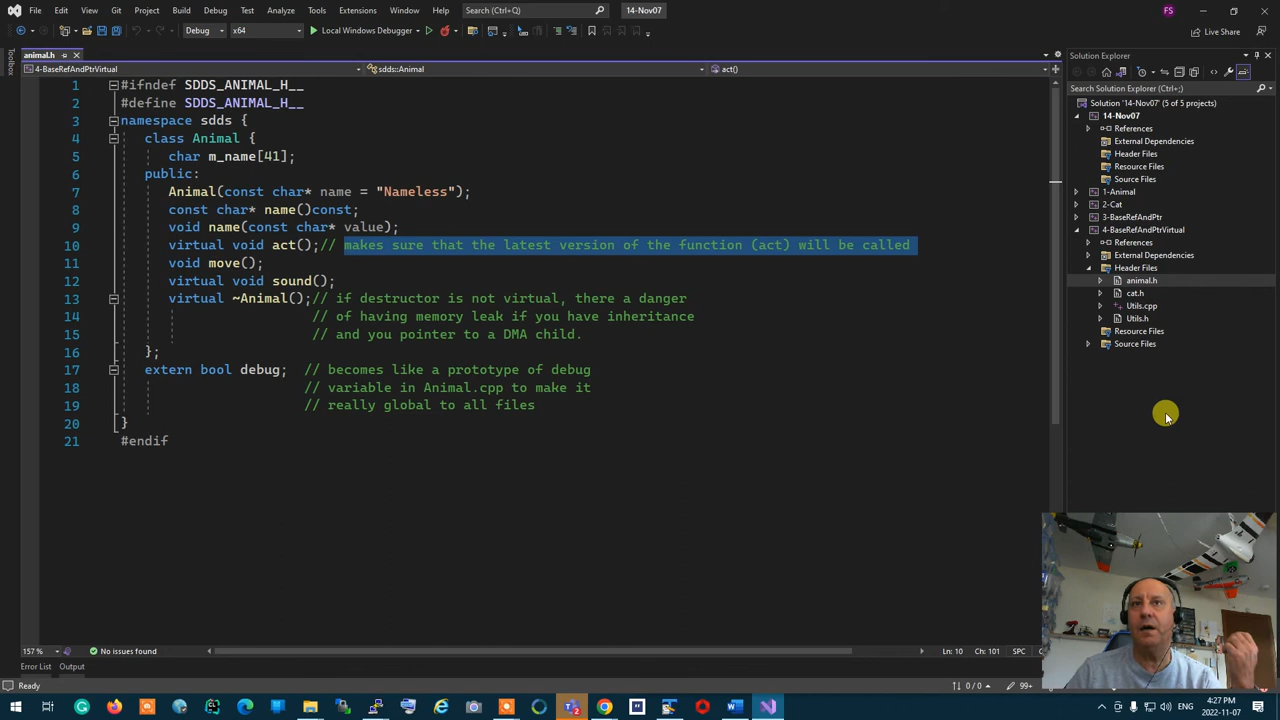 File Edit View Git Project Build Debug Test Analyze Tools Extensions Window Help Search (Ctrl+Q) 14-Nov07 FS
Debug x64 Local Windows Debugger Live Share
Toolbox
animal.h
4-BaseRefAndPtrVirtual sdds::Animal act()
1 #ifndef SDDS_ANIMAL_H__
2 #define SDDS_ANIMAL_H__
3 namespace sdds {
4 class Animal {
5 char m_name[41];
6 public:
7 Animal(const char* name = "Nameless");
8 const char* name()const;
9 void name(const char* value);
10 virtual void act();// makes sure that the latest version of the function (act) will be called
11 void move();
12 virtual void sound();
13 virtual ~Animal();// if destructor is not virtual, there a danger
14 // of having memory leak if you have inheritance
15 // and you pointer to a DMA child.
16 };
17 extern bool debug; // becomes like a prototype of debug
18 // variable in Animal.cpp to make it
19 // really global to all files
20 }
21 #endif
Solution Explorer
Search Solution Explorer (Ctrl+;)
Solution '14-Nov07' (5 of 5 projects)
14-Nov07
References
External Dependencies
Header Files
Resource Files
Source Files
1-Animal
2-Cat
3-BaseRefAndPtr
4-BaseRefAndPtrVirtual
References
External Dependencies
Header Files
animal.h
cat.h
Utils.cpp
Utils.h
Resource Files
Source Files
157 % No issues found Ln: 10 Ch: 101 SPC
Error List Output
Ready 0 / 0 99+
ENG 4:27 PM
2022-11-07